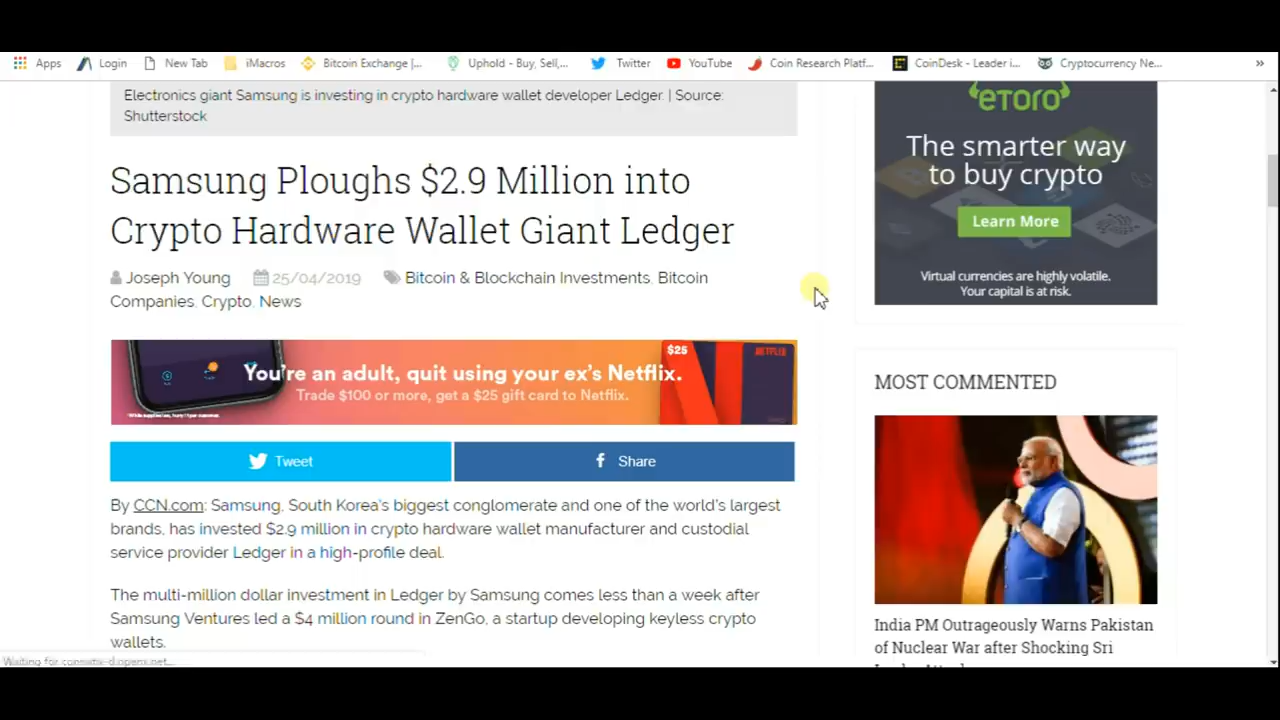 Apps Login New Tab iMacros Bitcoin Exchange |... Uphold - Buy, Sell,... Twitter YouTube Coin Research Platf... CoinDesk - Leader i... Cryptocurrency Ne... »
Electronics giant Samsung is investing in crypto hardware wallet developer Ledger. | Source:
Shutterstock
Samsung Ploughs $2.9 Million into
Crypto Hardware Wallet Giant Ledger
Joseph Young 25/04/2019 Bitcoin & Blockchain Investments, Bitcoin
Companies, Crypto, News
You're an adult, quit using your ex's Netflix.
Trade $100 or more, get a $25 gift card to Netflix.
$25
NETFLIX
Tweet
Share
By CCN.com: Samsung, South Korea's biggest conglomerate and one of the world's largest
brands, has invested $2.9 million in crypto hardware wallet manufacturer and custodial
service provider Ledger in a high-profile deal.
The multi-million dollar investment in Ledger by Samsung comes less than a week after
Samsung Ventures led a $4 million round in ZenGo, a startup developing keyless crypto
wallets.
eToro
The smarter way
to buy crypto
Learn More
Virtual currencies are highly volatile.
Your capital is at risk.
MOST COMMENTED
India PM Outrageously Warns Pakistan
of Nuclear War after Shocking Sri
Waiting for